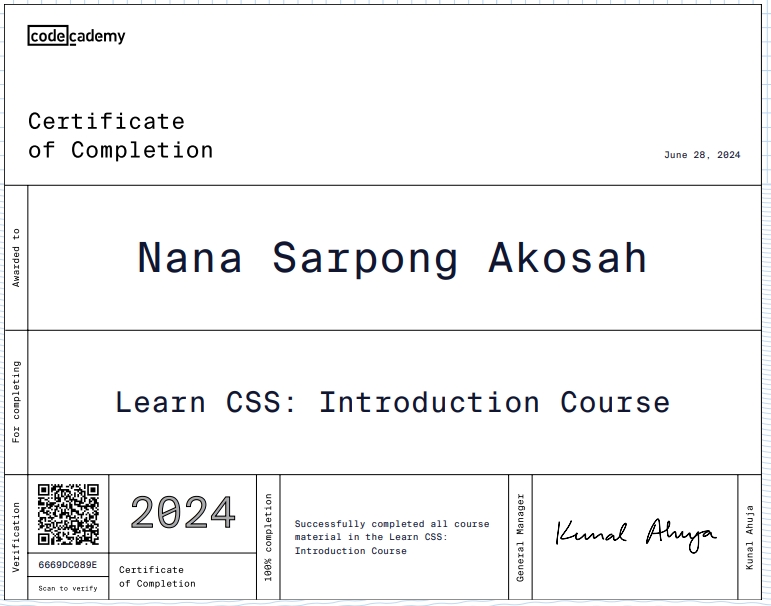 codecademy
Certificate
of Completion
June 28, 2024
Awarded to
Nana Sarpong Akosah
For completing
Learn CSS: Introduction Course
Verification
6669DC089E
Scan to verify
2024
Certificate
of Completion
100% completion
Successfully completed all course
material in the Learn CSS:
Introduction Course
General Manager
Kunal Ahuja
Kunal Ahuja